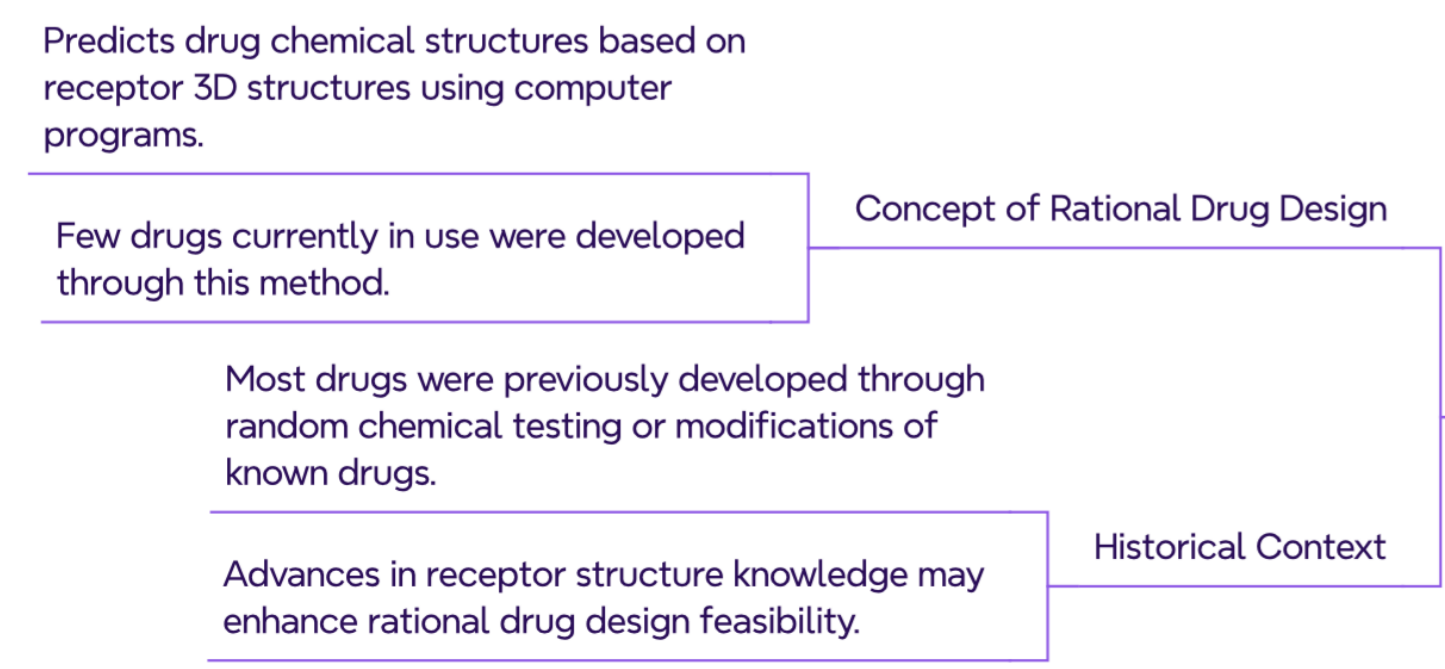 Predicts drug chemical structures based on
receptor 3D structures using computer
programs.
Few drugs currently in use were developed
through this method.
Concept of Rational Drug Design
Most drugs were previously developed through
random chemical testing or modifications of
known drugs.
Advances in receptor structure knowledge may
enhance rational drug design feasibility.
Historical Context